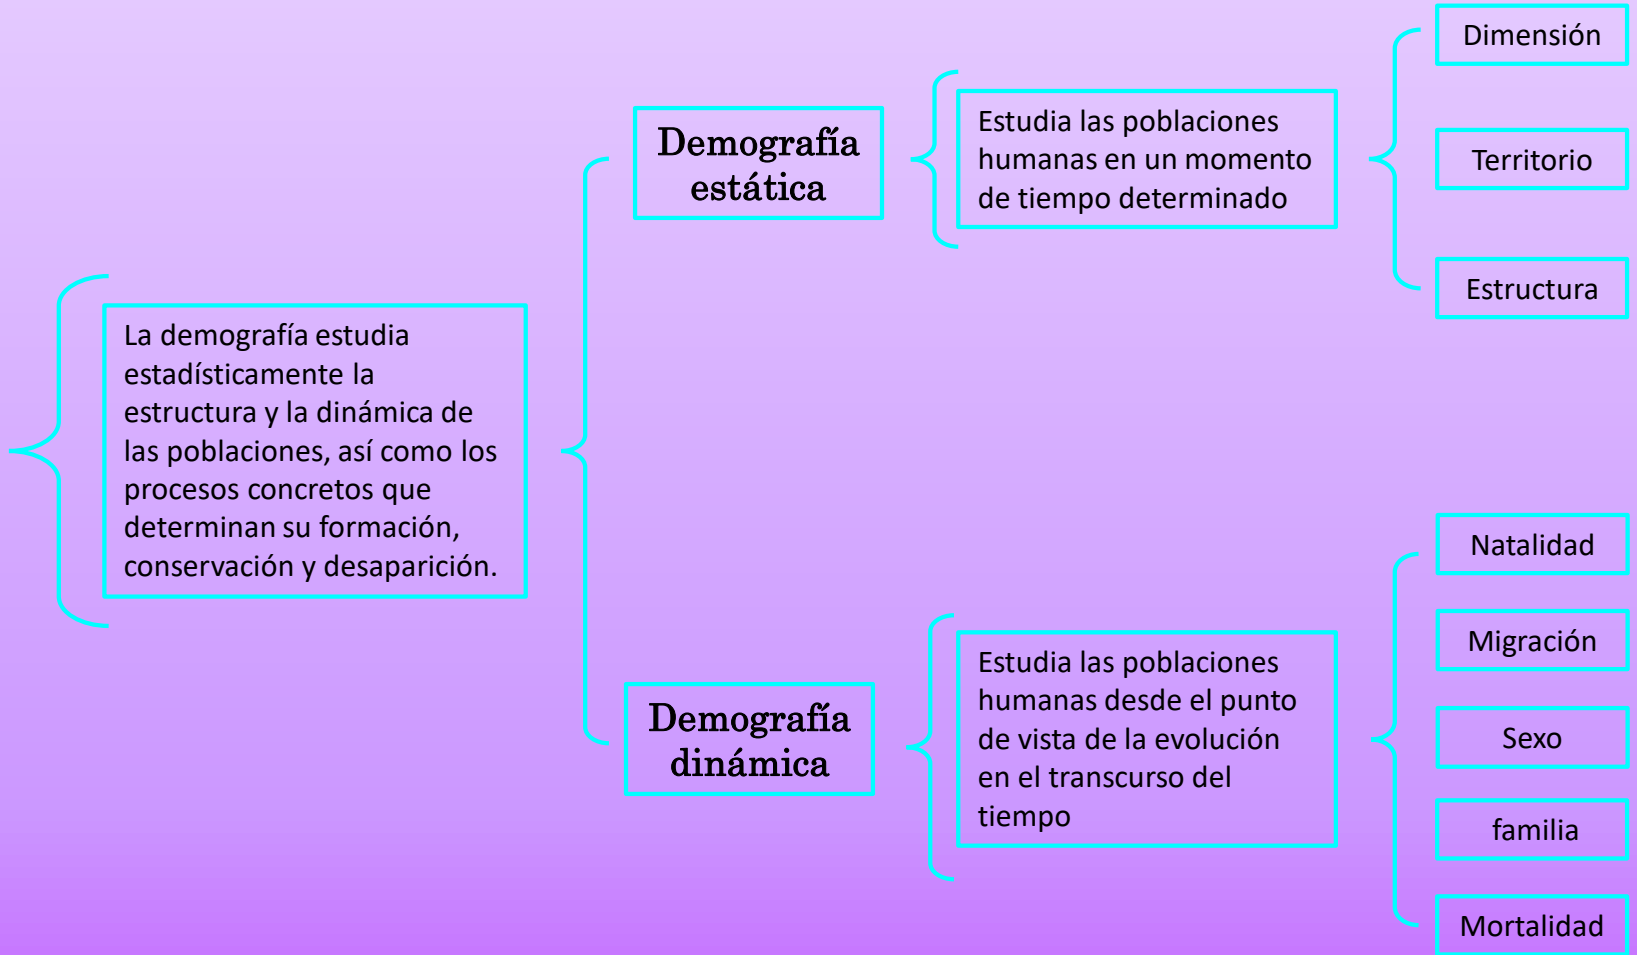 La demografía estudia
estadísticamente la
estructura y la dinámica de
las poblaciones, así como los
procesos concretos que
determinan su formación,
conservación y desaparición.
Demografía
estática
Estudia las poblaciones
humanas en un momento
de tiempo determinado
Dimensión
Territorio
Estructura
Demografía
dinámica
Estudia las poblaciones
humanas desde el punto
de vista de la evolución
en el transcurso del
tiempo
Natalidad
Migración
Sexo
familia
Mortalidad